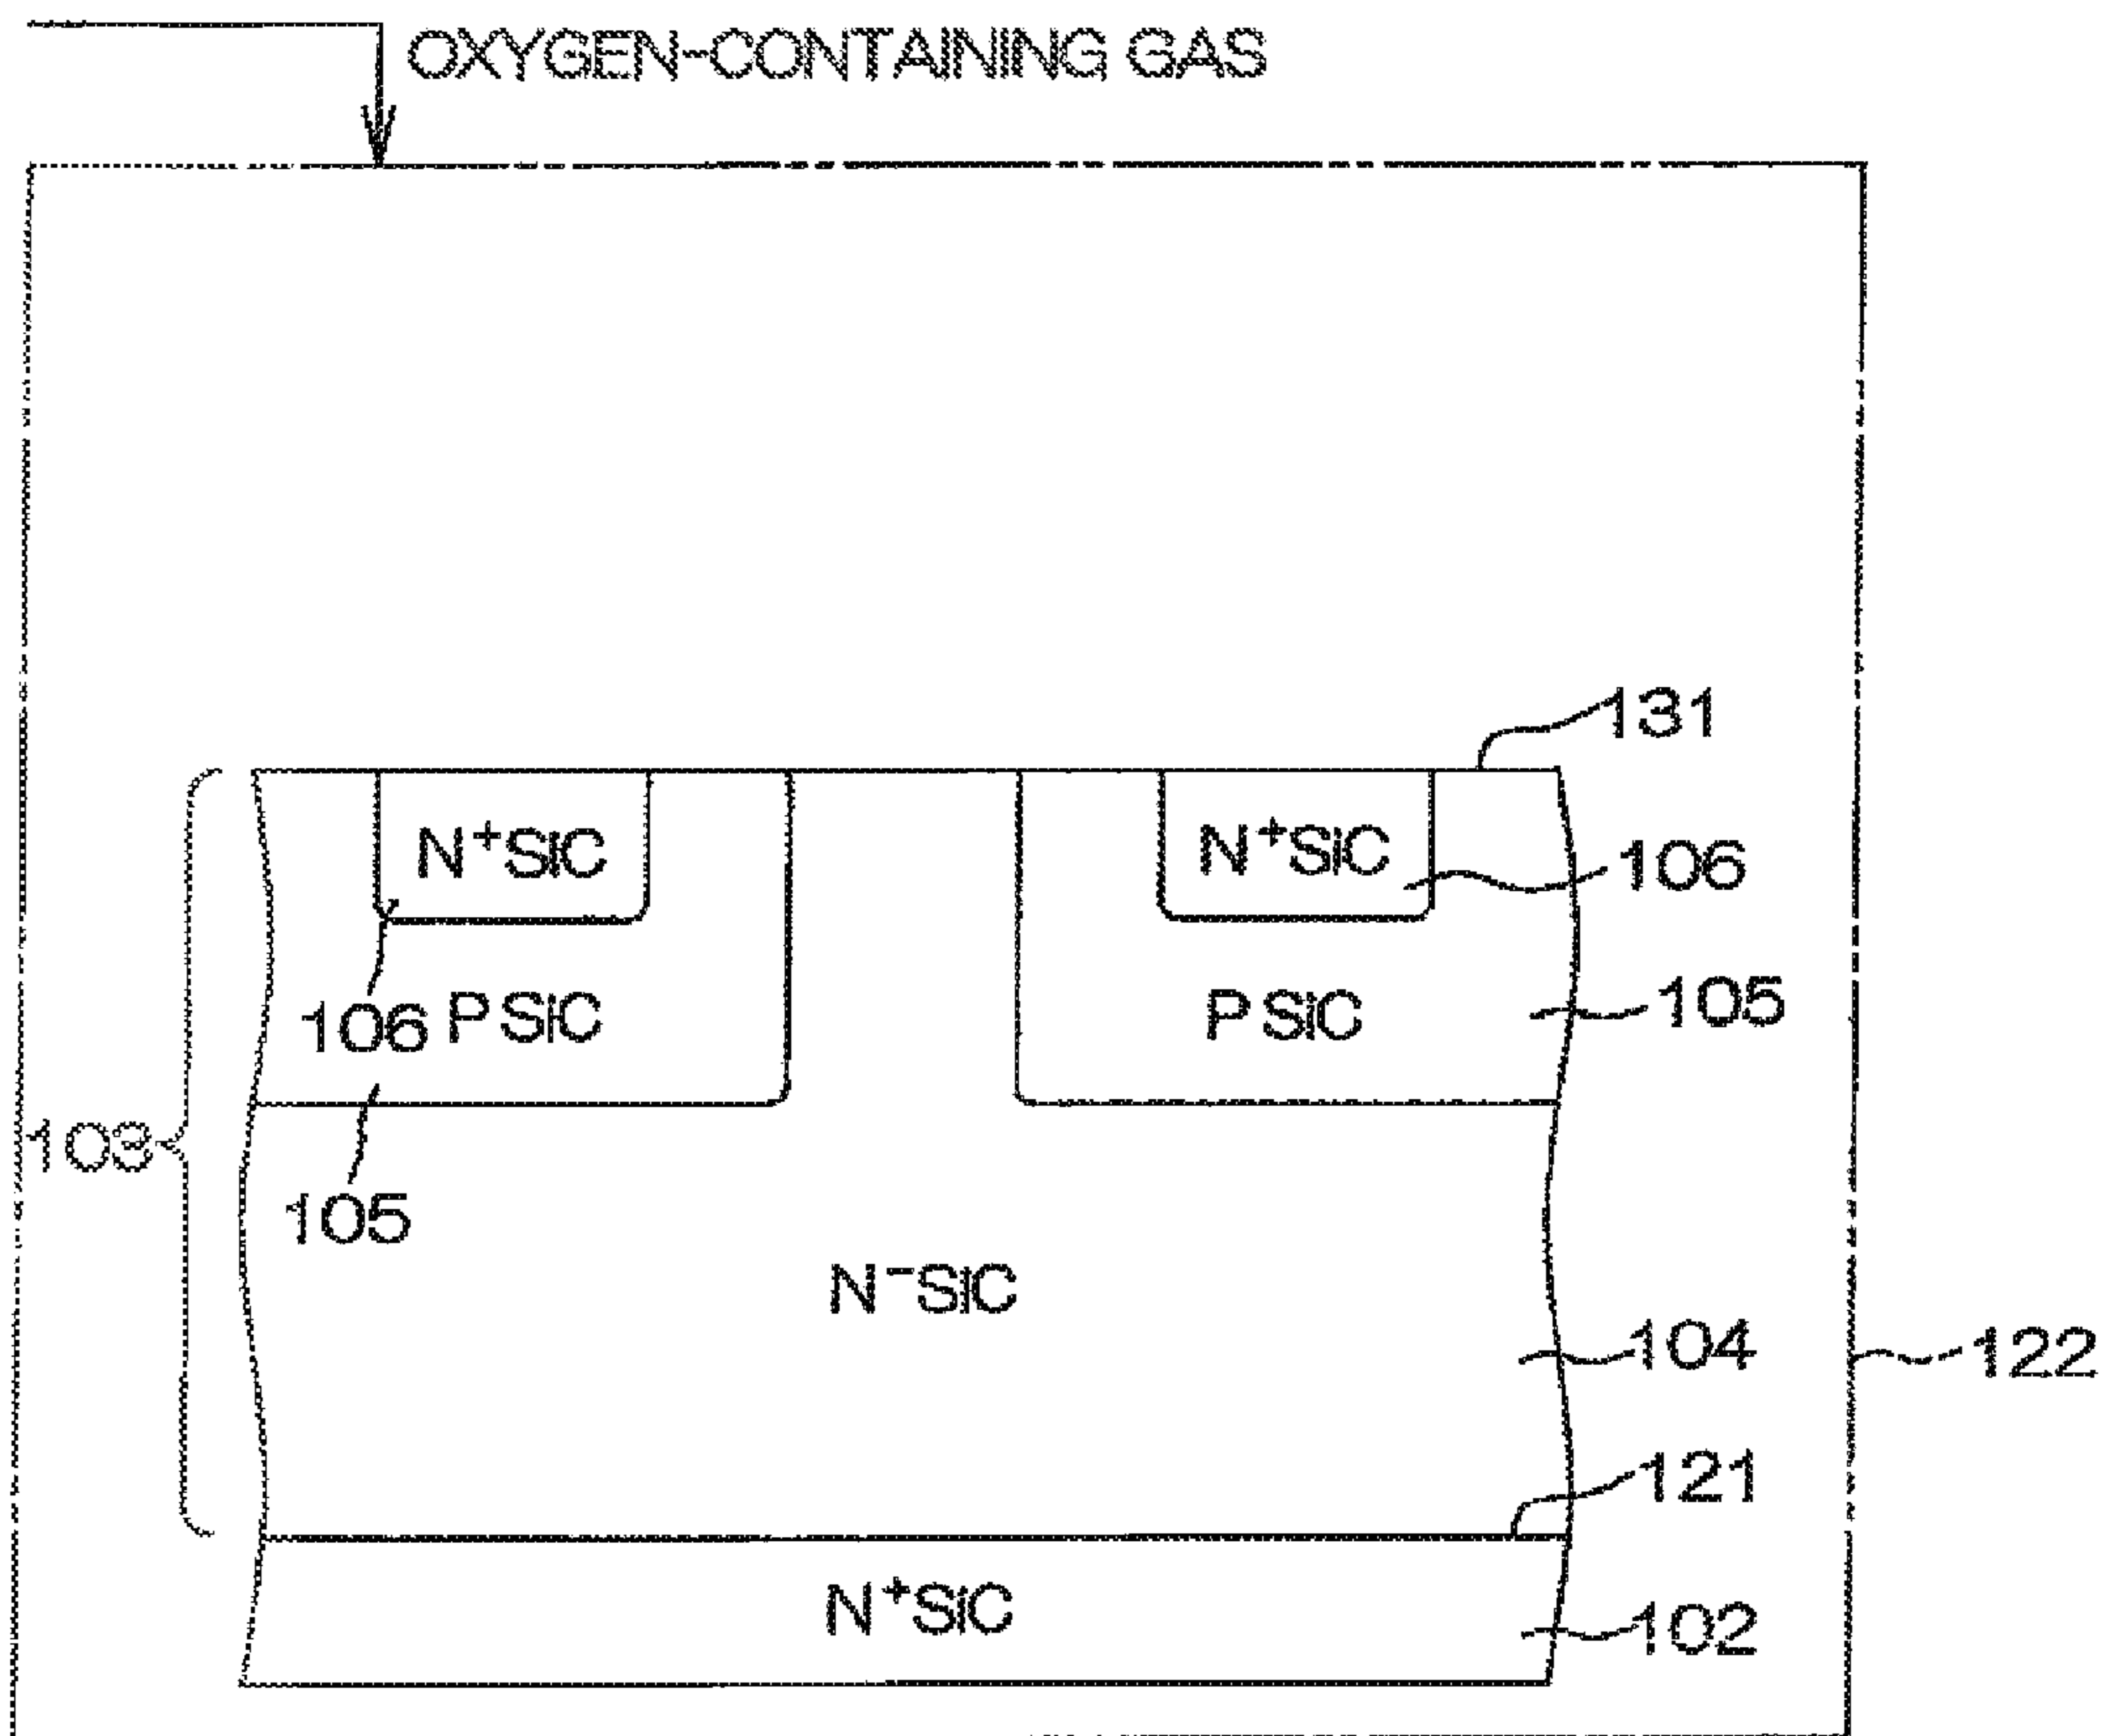 OXYGEN-CONTAINING GAS
131
N⁺SiC
N⁺SiC
106
106
P SiC
P SiC
105
103
105
N⁻SiC
104
122
121
N⁺SiC
102